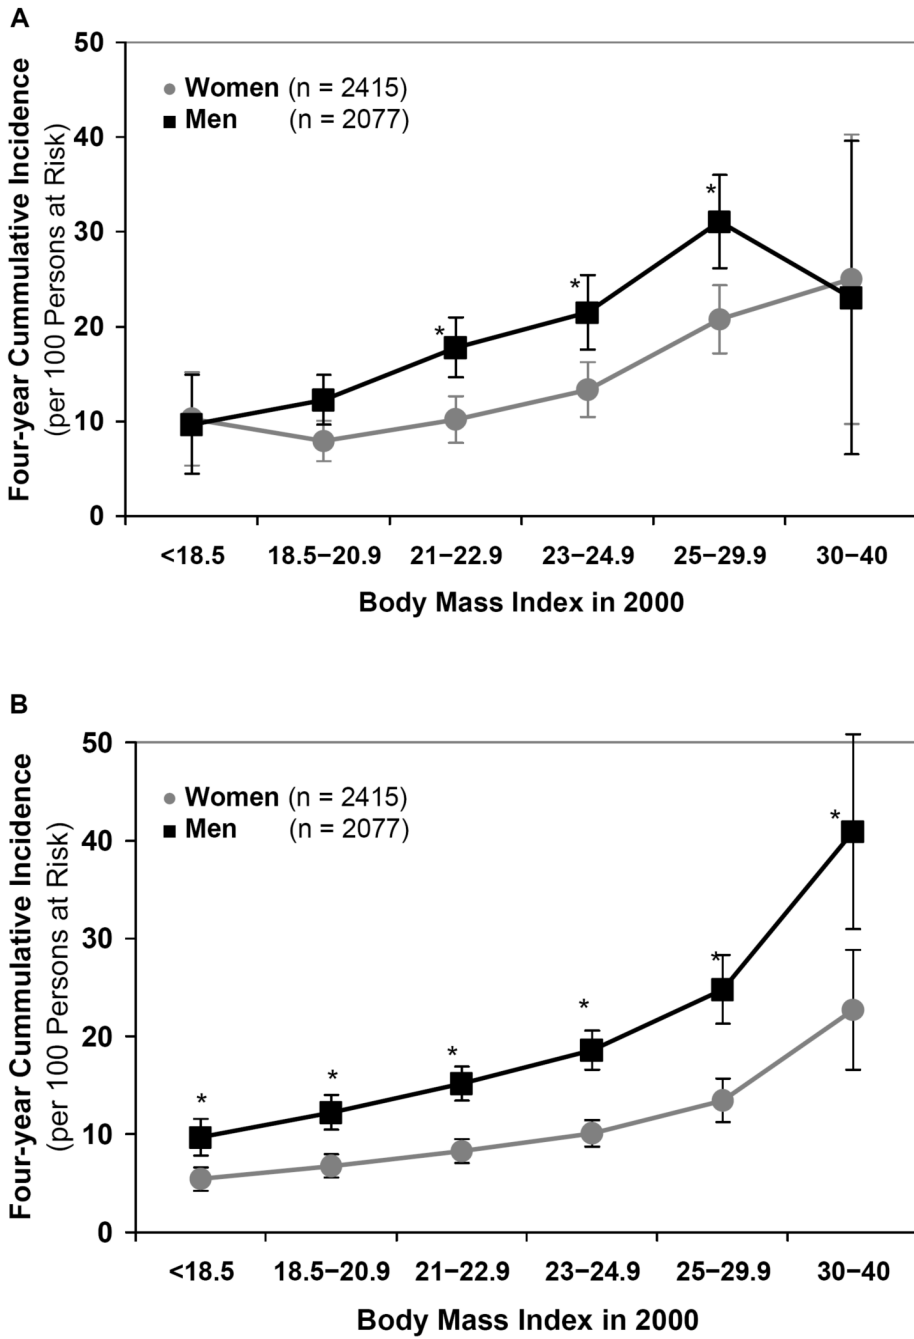 A
Four-year Cummulative Incidence
(per 100 Persons at Risk)
50
40
30
20
10
0
Women (n = 2415)
Men (n = 2077)
*
*
*
<18.5
18.5−20.9
21−22.9
23−24.9
25−29.9
30−40
Body Mass Index in 2000
B
Four-year Cummulative Incidence
(per 100 Persons at Risk)
50
40
30
20
10
0
Women (n = 2415)
Men (n = 2077)
*
*
*
*
*
*
<18.5
18.5−20.9
21−22.9
23−24.9
25−29.9
30−40
Body Mass Index in 2000